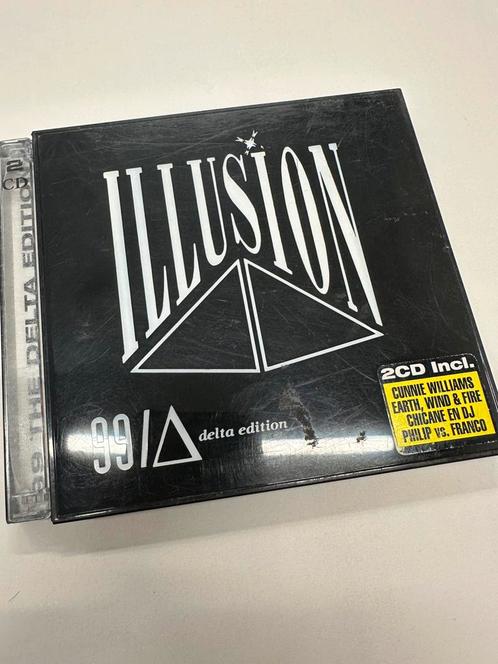 2
CD
99 THE DELTA EDITION
ILLUSION
99/Δ delta edition
2CD Incl.
CUNNIE WILLIAMS
EARTH, WIND & FIRE
CHICANE EN DJ
PHILIP vs. FRANCO